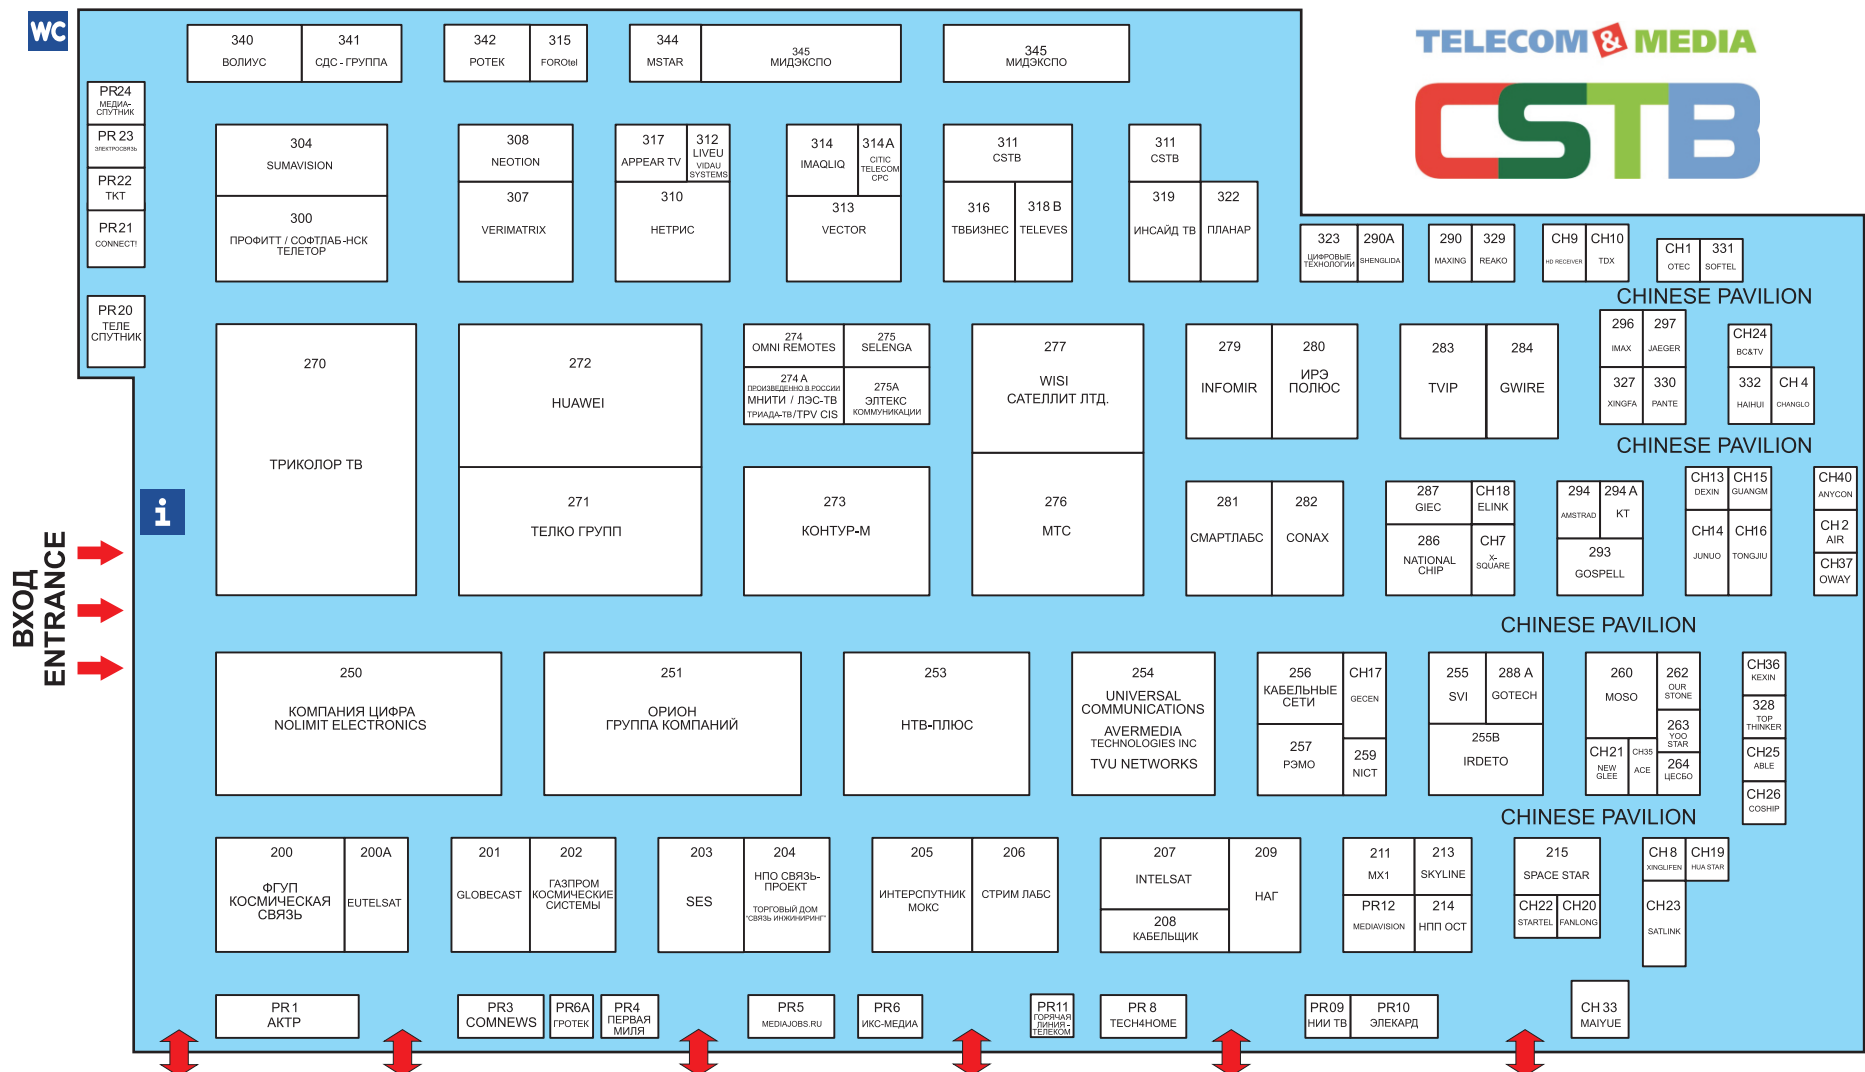 WC
TELECOM & MEDIA
CSTB
340
ВОЛИУС
341
СДС - ГРУППА
342
РОТЕК
315
FOROtel
344
MSTAR
345
МИДЭКСПО
345
МИДЭКСПО
PR24
МЕДИА-
СПУТНИК
PR 23
ЭЛЕКТРОСВЯЗЬ
PR22
ТКТ
PR21
CONNECT!
PR20
ТЕЛЕ
СПУТНИК
304
SUMAVISION
300
ПРОФИТТ / СОФТЛАБ-НСК
ТЕЛЕТОР
308
NEOTION
307
VERIMATRIX
317
APPEAR TV
312
LIVEU
VIDAU
SYSTEMS
310
НЕТРИС
314
IMAQLIQ
314 A
CITIC
TELECOM
CPC
313
VECTOR
311
CSTB
316
ТВБИЗНЕС
318 B
TELEVES
311
CSTB
319
ИНСАЙД ТВ
322
ПЛАНАР
323
ЦИФРОВЫЕ
ТЕХНОЛОГИИ
290A
SHENGLIDA
290
MAXING
329
REAKO
CH9
HD RECEIVER
CH10
TDX
CH1
OTEC
331
SOFTEL
CHINESE PAVILION
270
ТРИКОЛОР ТВ
272
HUAWEI
271
ТЕЛКО ГРУПП
274
OMNI REMOTES
275
SELENGA
274 A
ПРОИЗВЕДЕННО В РОССИИ
МНИТИ / ЛЭС-ТВ
ТРИАДА-ТВ / TPV CIS
275A
ЭЛТЕКС
КОММУНИКАЦИИ
273
КОНТУР-М
277
WISI
САТЕЛЛИТ ЛТД.
276
МТС
279
INFOMIR
280
ИРЭ
ПОЛЮС
281
СМАРТЛАБС
282
CONAX
283
TVIP
284
GWIRE
296
IMAX
297
JAEGER
327
XINGFA
330
PANTE
CH24
BC&TV
332
HAIHUI
CH 4
CHANGLO
CHINESE PAVILION
287
GIEC
CH18
ELINK
286
NATIONAL
CHIP
CH7
X-
SQUARE
294
AMSTRAD
294 A
KT
293
GOSPELL
CH13
DEXIN
CH15
GUANGM
CH14
JUNUO
CH16
TONGJIU
CH40
ANYCON
CH 2
AIR
CH37
OWAY
CHINESE PAVILION
i
ВХОД
ENTRANCE
250
КОМПАНИЯ ЦИФРА
NOLIMIT ELECTRONICS
251
ОРИОН
ГРУППА КОМПАНИЙ
253
НТВ-ПЛЮС
254
UNIVERSAL
COMMUNICATIONS
AVERMEDIA
TECHNOLOGIES INC
TVU NETWORKS
256
КАБЕЛЬНЫЕ
СЕТИ
CH17
GECEN
257
РЭМО
259
NICT
255
SVI
288 A
GOTECH
255B
IRDETO
260
MOSO
262
OUR
STONE
263
YOO
STAR
CH21
NEW
GLEE
CH35
ACE
264
ЦЕСБО
CH36
KEXIN
328
TOP
THINKER
CH25
ABLE
CH26
COSHIP
CHINESE PAVILION
200
ФГУП
КОСМИЧЕСКАЯ
СВЯЗЬ
200A
EUTELSAT
201
GLOBECAST
202
ГАЗПРОМ
КОСМИЧЕСКИЕ
СИСТЕМЫ
203
SES
204
НПО СВЯЗЬ-
ПРОЕКТ
ТОРГОВЫЙ ДОМ
"СВЯЗЬ ИНЖИНИРИНГ"
205
ИНТЕРСПУТНИК
МОКС
206
СТРИМ ЛАБС
207
INTELSAT
208
КАБЕЛЬЩИК
209
НАГ
211
MX1
213
SKYLINE
PR12
MEDIAVISION
214
НПП ОСТ
215
SPACE STAR
CH22
STARTEL
CH20
FANLONG
CH 8
XINGLIFEN
CH19
HUA STAR
CH23
SATLINK
PR 1
АКТР
PR3
COMNEWS
PR6A
ГРОТЕК
PR4
ПЕРВАЯ
МИЛЯ
PR5
MEDIAJOBS.RU
PR6
ИКС-МЕДИА
PR11
ГОРЯЧАЯ
ЛИНИЯ -
ТЕЛЕКОМ
PR 8
TECH4HOME
PR09
НИИ ТВ
PR10
ЭЛЕКАРД
CH 33
MAIYUE